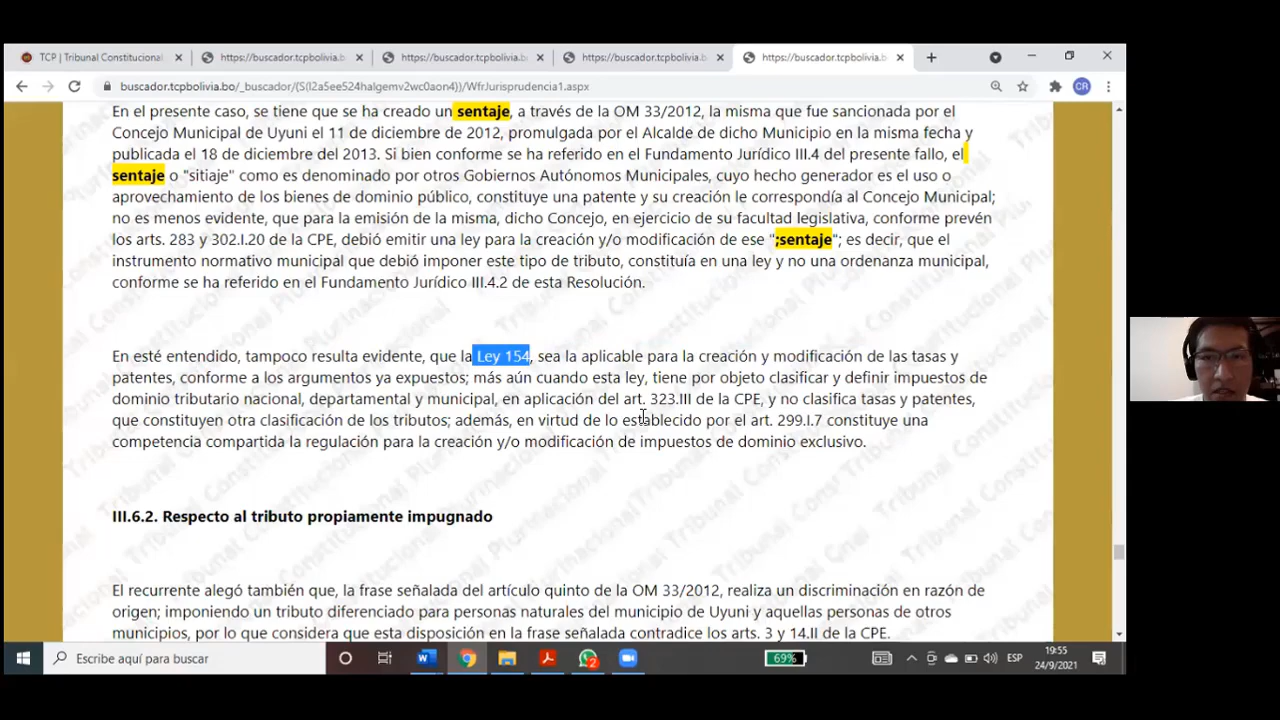 TCP | Tribunal Constitucional
https://buscador.tcpbolivia.b
https://buscador.tcpbolivia.
https://buscador.tcpbolivia.
https://buscador.tcpbolivia.bo/
buscador.tcpbolivia.bo/_buscador/(S(l2a5ee524halgemv2wc0aon4))/WfrJurisprudencia1.aspx
CR
En el presente caso, se tiene que se ha creado un sentaje, a través de la OM 33/2012, la misma que fue sancionada por el
Concejo Municipal de Uyuni el 11 de diciembre de 2012, promulgada por el Alcalde de dicho Municipio en la misma fecha y
publicada el 18 de diciembre del 2013. Si bien conforme se ha referido en el Fundamento Jurídico III.4 del presente fallo, el
sentaje o "sitiaje" como es denominado por otros Gobiernos Autónomos Municipales, cuyo hecho generador es el uso o
aprovechamiento de los bienes de dominio público, constituye una patente y su creación le correspondía al Concejo Municipal;
no es menos evidente, que para la emisión de la misma, dicho Concejo, en ejercicio de su facultad legislativa, conforme prevén
los arts. 283 y 302.I.20 de la CPE, debió emitir una ley para la creación y/o modificación de ese ";sentaje"; es decir, que el
instrumento normativo municipal que debió imponer este tipo de tributo, constituía en una ley y no una ordenanza municipal,
conforme se ha referido en el Fundamento Jurídico III.4.2 de esta Resolución.
En esté entendido, tampoco resulta evidente, que la Ley 154, sea la aplicable para la creación y modificación de las tasas y
patentes, conforme a los argumentos ya expuestos; más aún cuando esta ley, tiene por objeto clasificar y definir impuestos de
dominio tributario nacional, departamental y municipal, en aplicación del art. 323.III de la CPE, y no clasifica tasas y patentes,
que constituyen otra clasificación de los tributos; además, en virtud de lo establecido por el art. 299.I.7 constituye una
competencia compartida la regulación para la creación y/o modificación de impuestos de dominio exclusivo.
III.6.2. Respecto al tributo propiamente impugnado
El recurrente alegó también que, la frase señalada del artículo quinto de la OM 33/2012, realiza un discriminación en razón de
origen; imponiendo un tributo diferenciado para personas naturales del municipio de Uyuni y aquellas personas de otros
municipios, por lo que considera que esta disposición en la frase señalada contradice los arts. 3 y 14.II de la CPE.
Escribe aquí para buscar
2
69%
ESP
19:55
24/9/2021